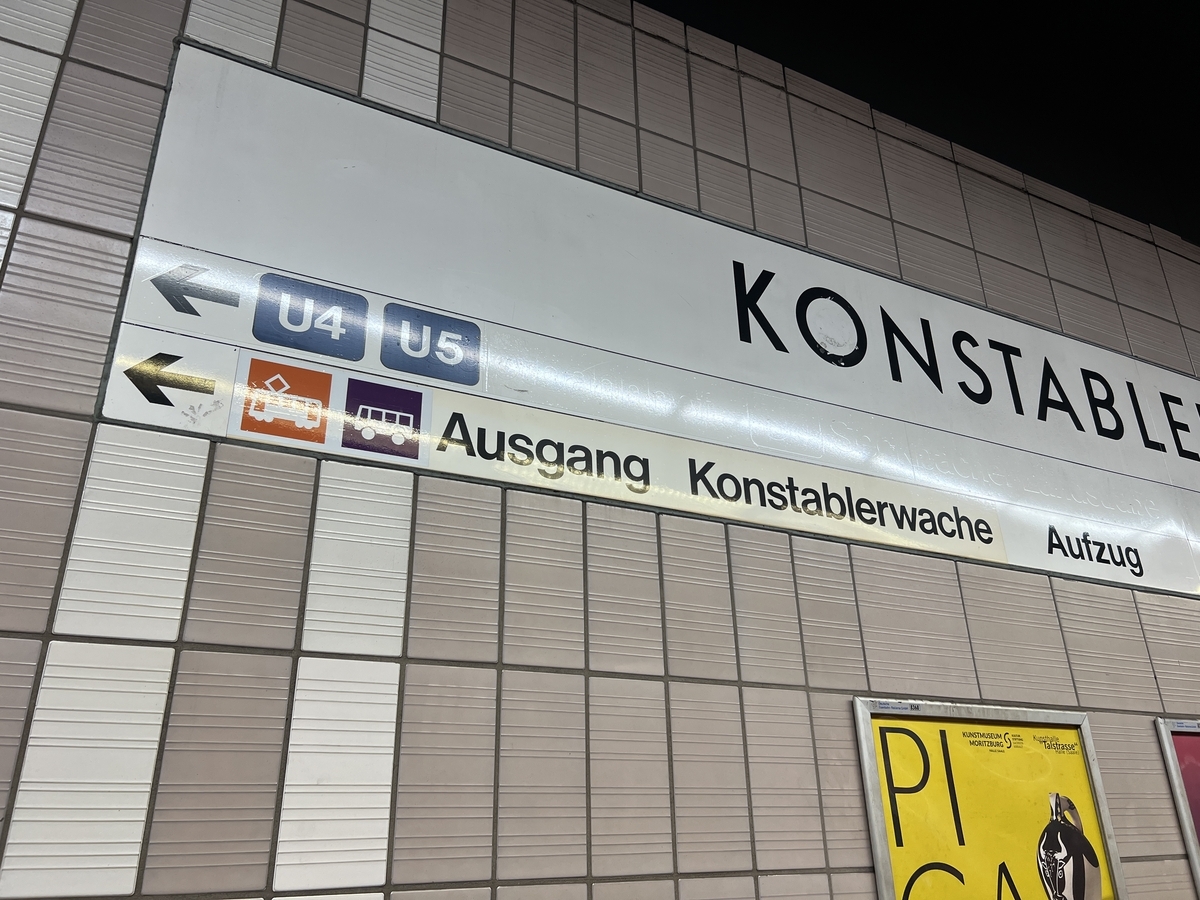 KONSTABLE
U4 U5
Ausgang Konstablerwache Aufzug
KUNSTMUSEUM
MORITZBURG
Kunsthalle
"Talstrasse"
PI
CA